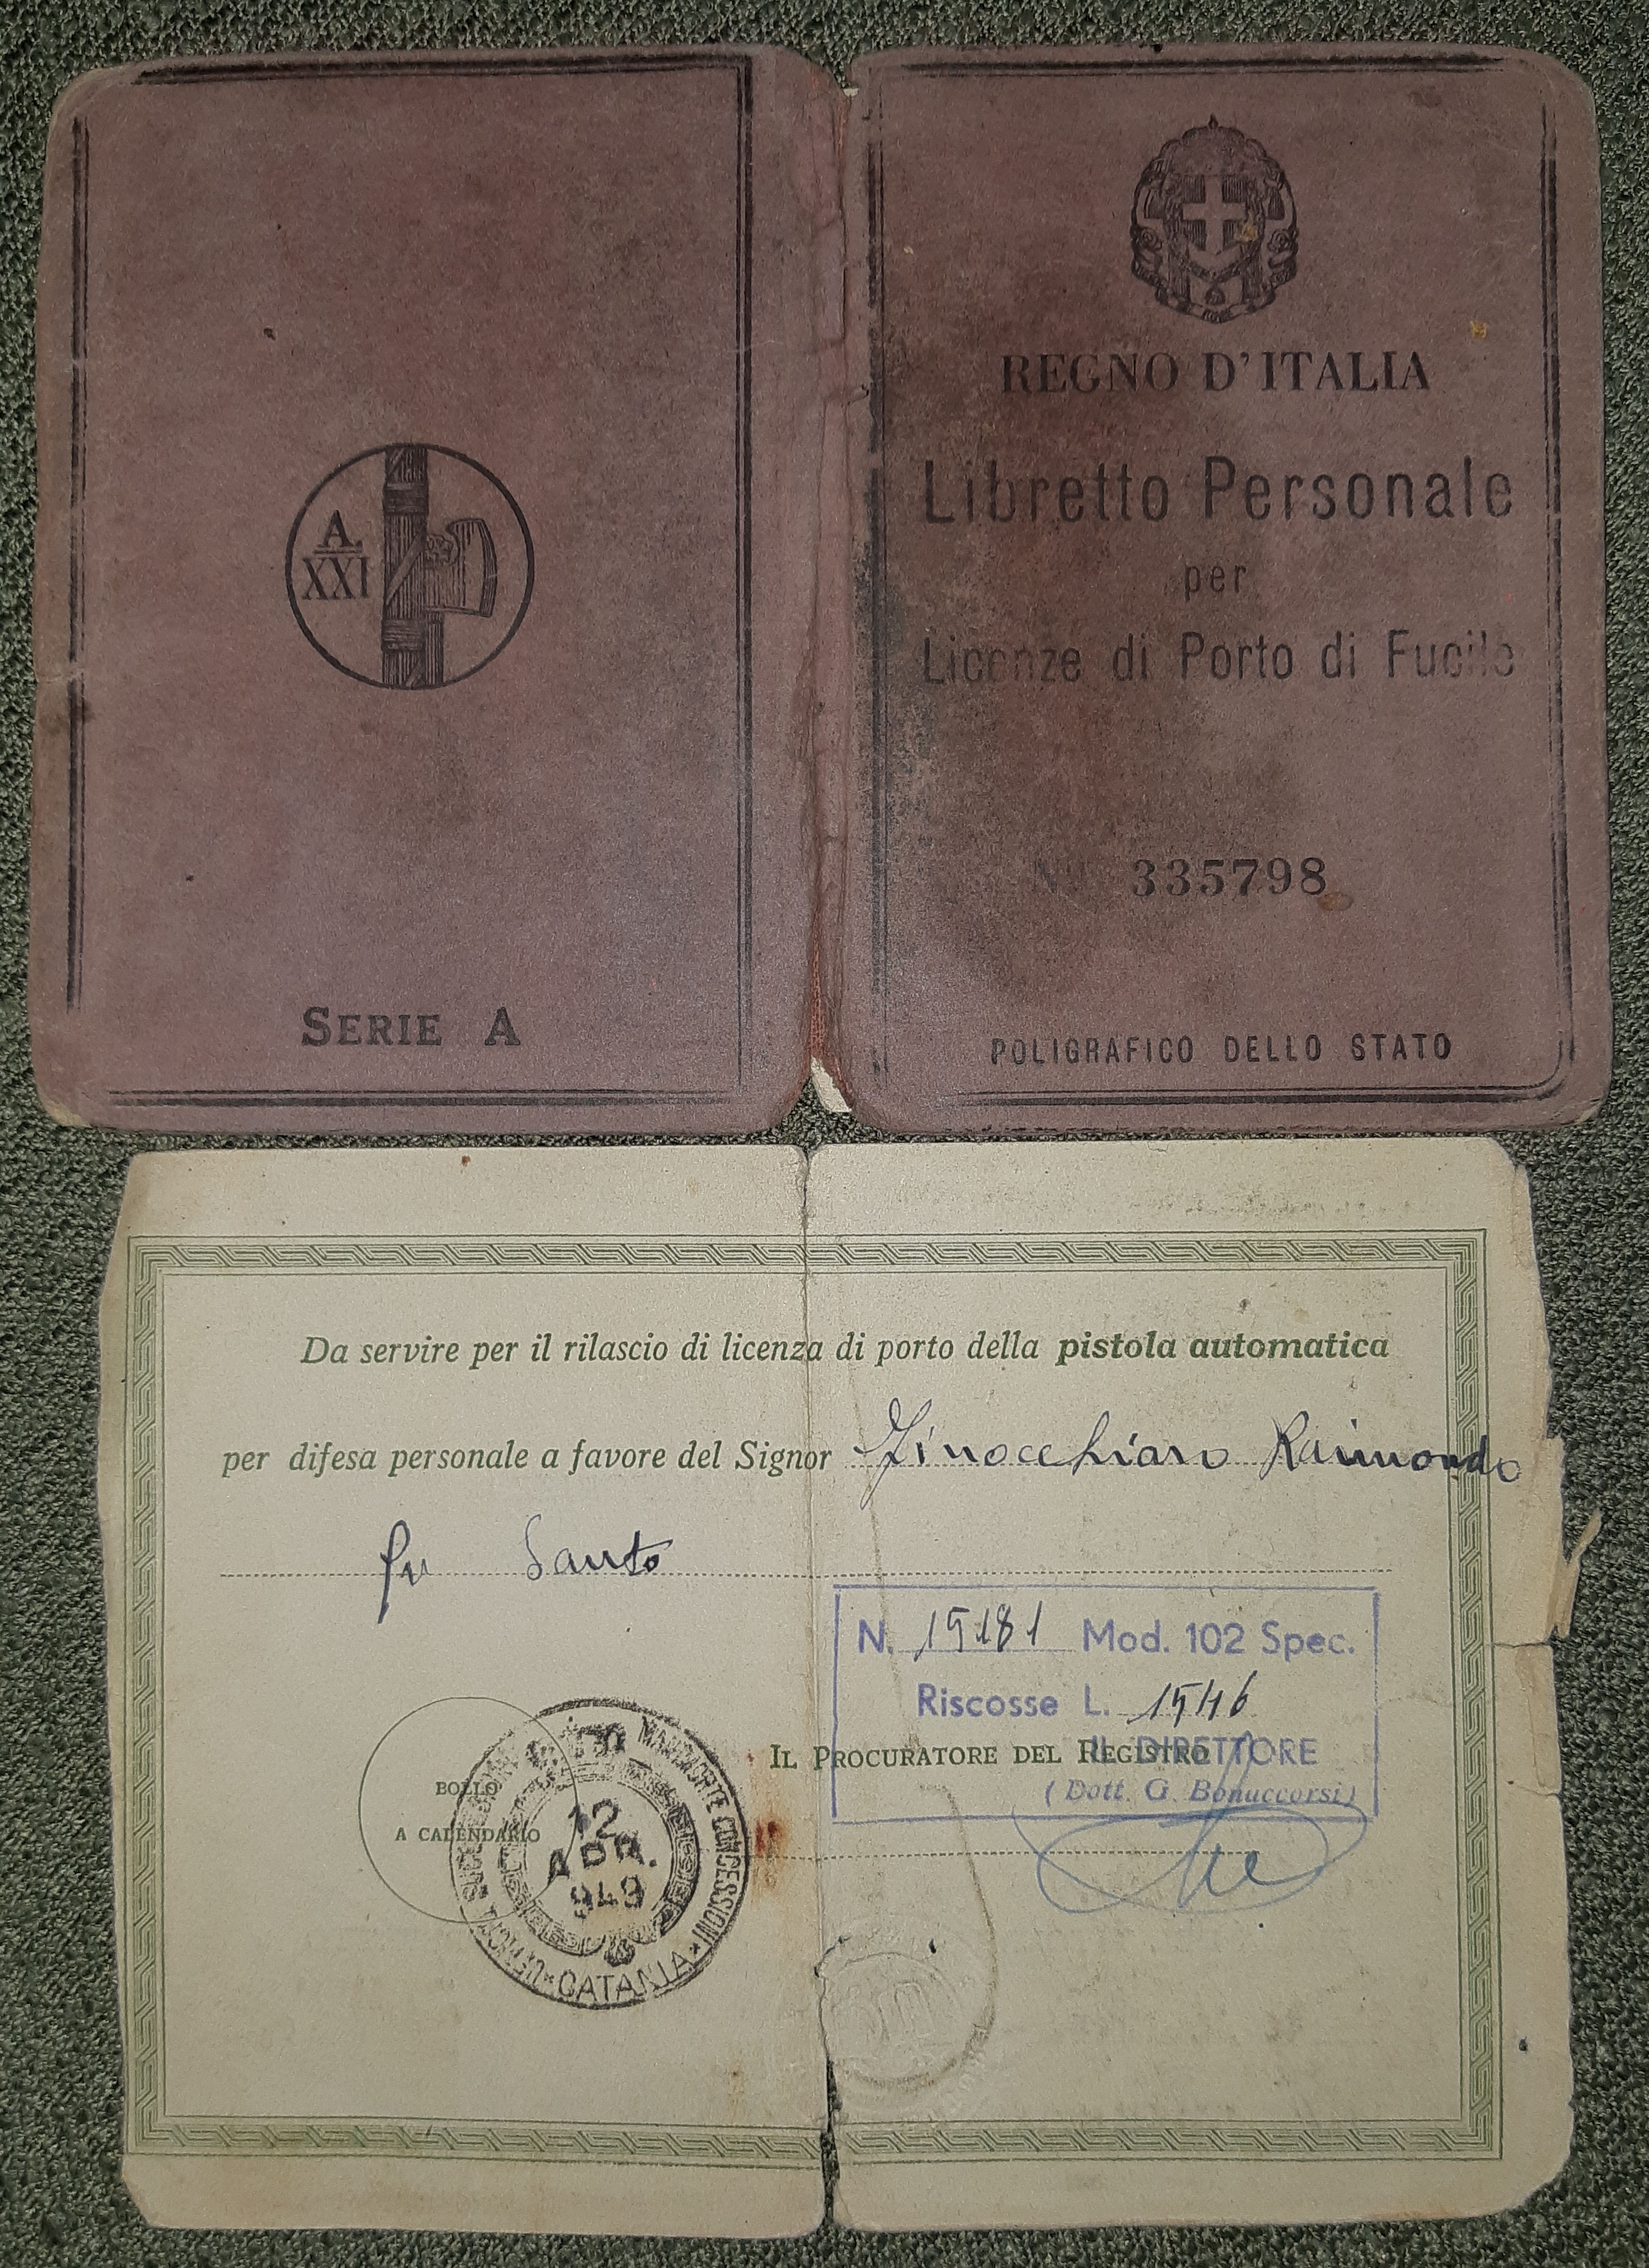 A.
XXI
SERIE A
REGNO D'ITALIA
Libretto Personale
per
Licenze di Porto di Fucile
N. 335798
POLIGRAFICO DELLO STATO
Da servire per il rilascio di licenza di porto della pistola automatica
per difesa personale a favore del Signor Finocchiaro Raimondo
fu Santo
N. 15181 Mod. 102 Spec.
Riscosse L. 1546
IL PROCURATORE DEL REGISTRO
IL DIRETTORE
(Dott. G. Bonaccorsi)
BOLLO
A CALENDARIO
12
APR.
949
MANOMORTE CONCESSIONI
CATANIA